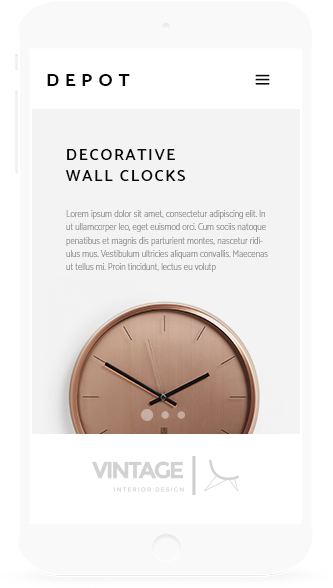 DEPOT
DECORATIVE
WALL CLOCKS
Lorem ipsum dolor sit amet, consectetur adipiscing elit. In
ut ullamcorper leo, eget euismod orci. Cum sociis natoque
penatibus et magnis dis parturient montes, nascetur ridi-
ulus mus. Vestibulum ultricies aliquam convallis. Maecenas
ut tellus mi. Proin tincidunt, lectus eu volutp
VINTAGE
INTERIOR DESIGN